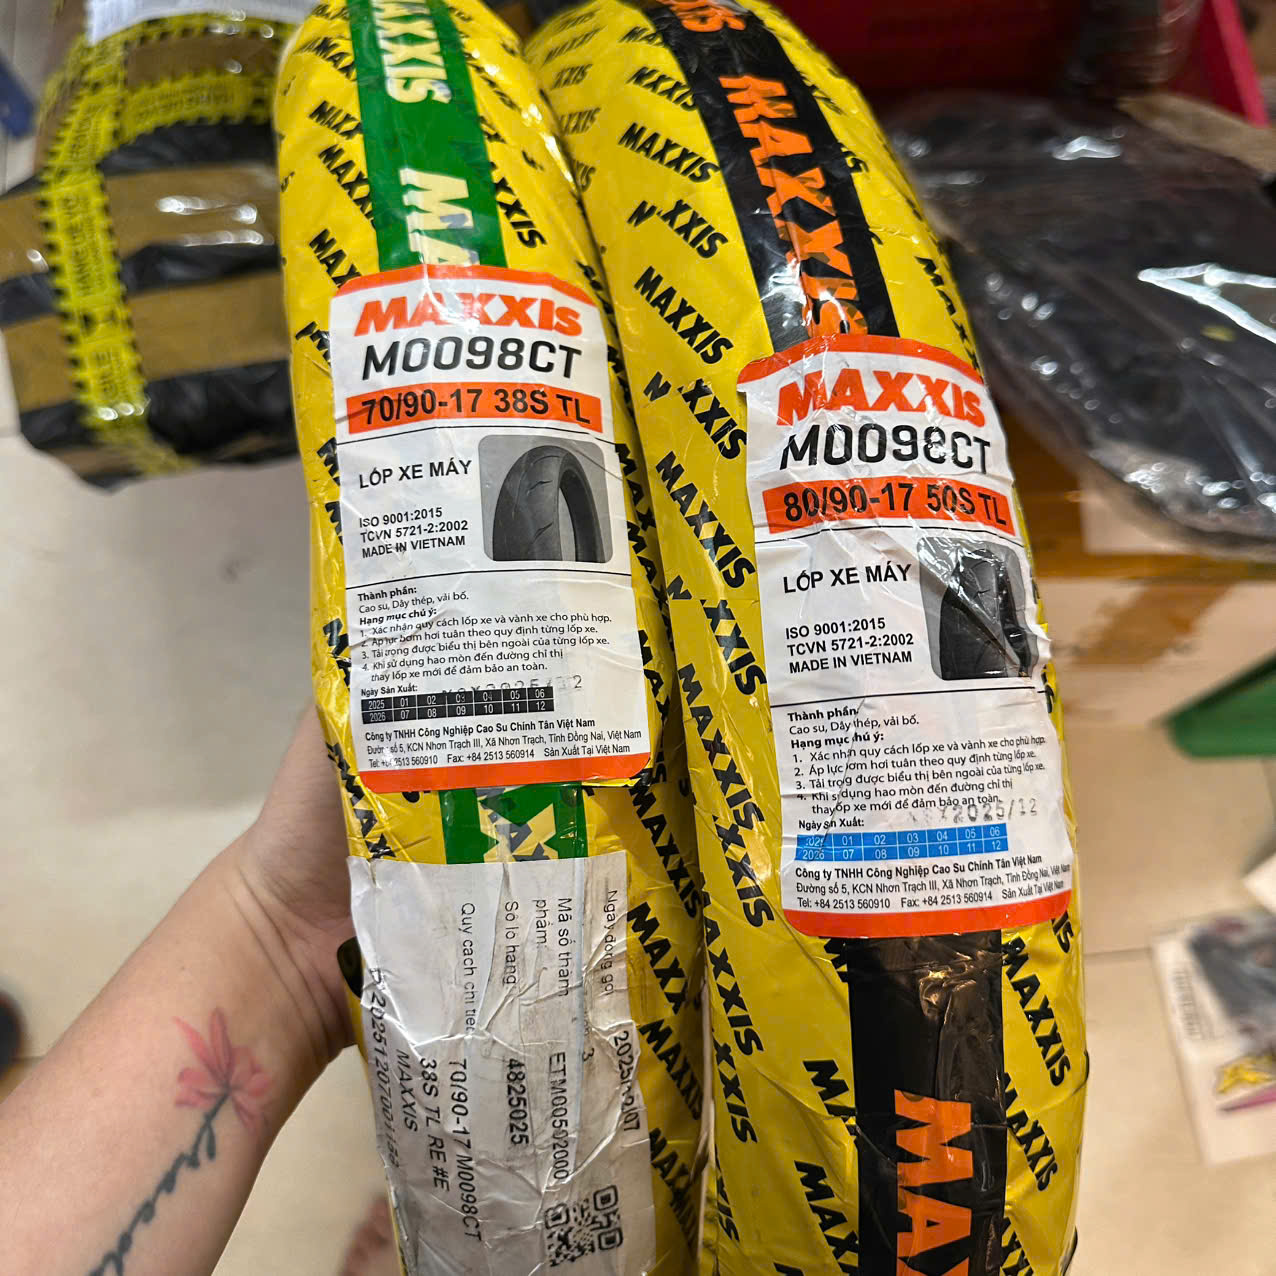 MAXXIS
MAXXIS
MAXXIS
MAXXIS
M0098CT
70/90-17 38S TL
LỐP XE MÁY
ISO 9001:2015
TCVN 5721-2:2002
MADE IN VIETNAM
Thành phần:
Cao su, Dây thép, vải bố.
Hạng mục chú ý:
1. Xác nhận quy cách lốp xe và vành xe cho phù hợp.
2. Áp lực bơm hơi tuân theo quy định từng lốp xe.
3. Tải trọng được biểu thị bên ngoài của từng lốp xe.
4. Khi sử dụng hao mòn đến đường chỉ thị
thay lốp xe mới để đảm bảo an toàn.
Ngày Sản Xuất:
2025 01 02 03 04 05 06
2026 07 08 09 10 11 12
Công ty TNHH Công Nghiệp Cao Su Chính Tân Việt Nam
Đường số 5, KCN Nhơn Trạch III, Xã Nhơn Trạch, Tỉnh Đồng Nai, Việt Nam
Tel: +84 2513 560910 Fax: +84 2513 560914 Sản Xuất Tại Việt Nam
MAXXIS
M0098CT
80/90-17 50S TL
LỐP XE MÁY
ISO 9001:2015
TCVN 5721-2:2002
MADE IN VIETNAM
Thành phần:
Cao su, Dây thép, vải bố.
Hạng mục chú ý:
1. Xác nhận quy cách lốp xe và vành xe cho phù hợp.
2. Áp lực bơm hơi tuân theo quy định từng lốp xe.
3. Tải trọng được biểu thị bên ngoài của từng lốp xe.
4. Khi sử dụng hao mòn đến đường chỉ thị
thay lốp xe mới để đảm bảo an toàn.
2025/12
Ngày Sản Xuất:
01 02 03 04 05 06
2026 07 08 09 10 11 12
Công ty TNHH Công Nghiệp Cao Su Chính Tân Việt Nam
Đường số 5, KCN Nhơn Trạch III, Xã Nhơn Trạch, Tỉnh Đồng Nai, Việt Nam
Tel: +84 2513 560910 Fax: +84 2513 560914 Sản Xuất Tại Việt Nam
Ngày đóng gói
Mã số thành phẩm: ETM00502000
Số lô hàng 4825025
Quy cách chi tiết 70/90-17 M0098CT
38S TL RE #E
MAXXIS
MAXXIS
MAXXIS
MAXXIS
MAXXIS